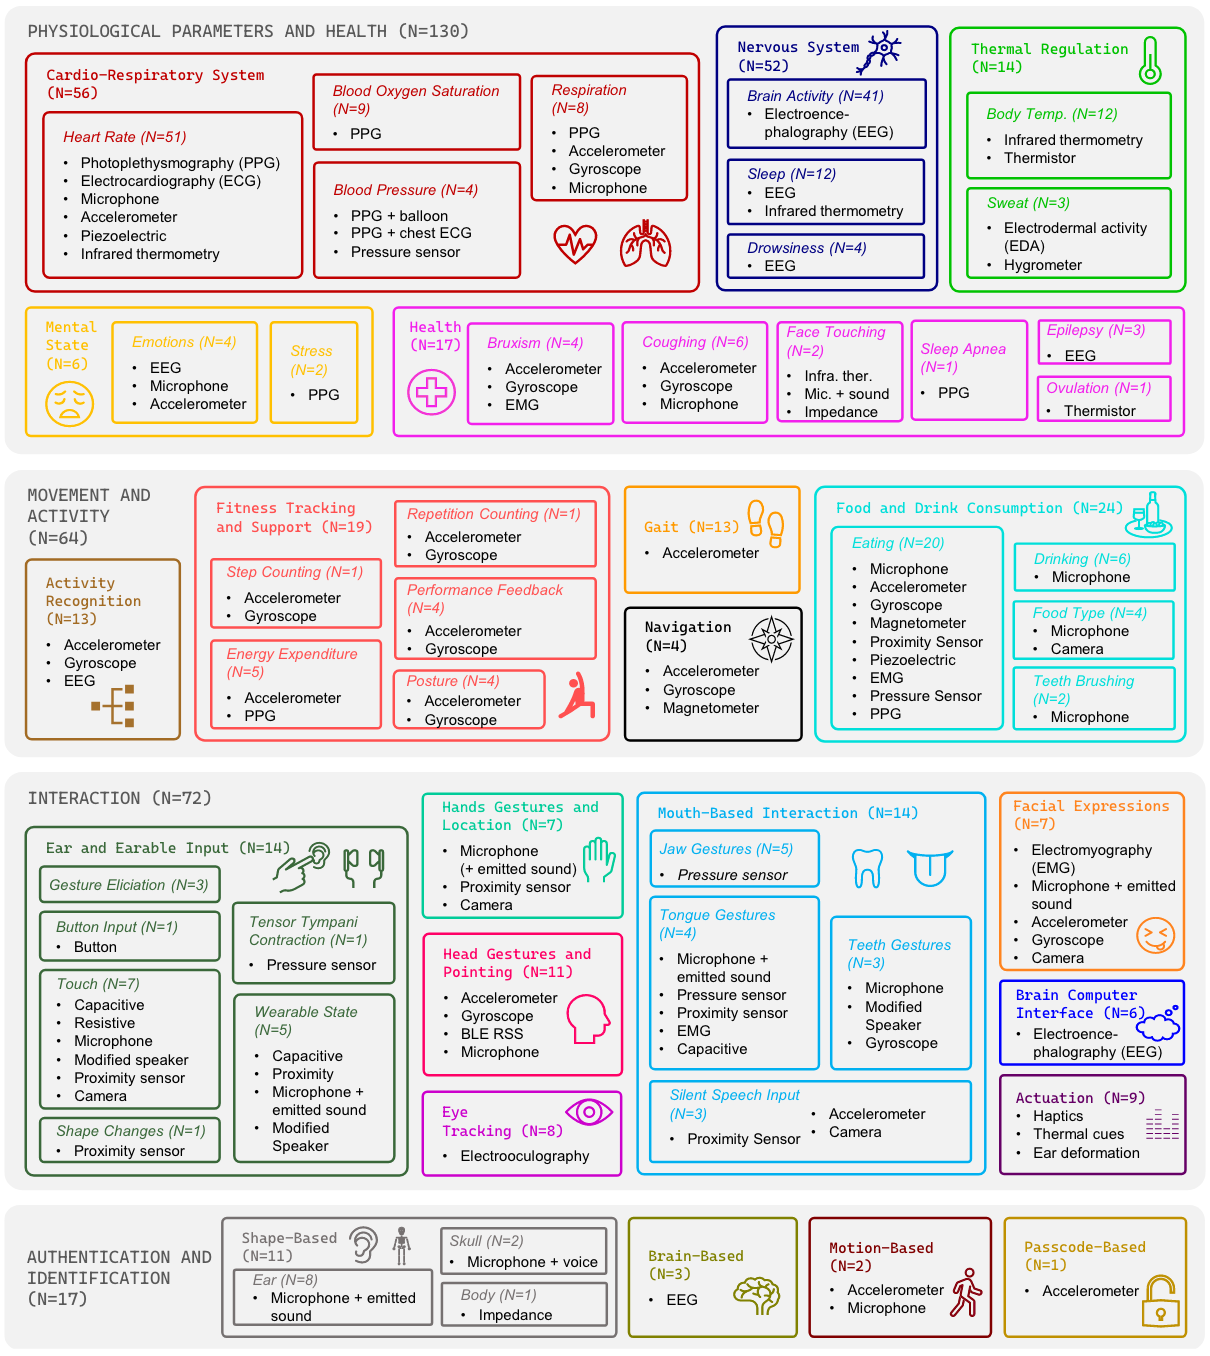 PHYSIOLOGICAL PARAMETERS AND HEALTH (N=130)
Cardio-Respiratory System
(N=56)
Heart Rate (N=51)
• Photoplethysmography (PPG)
• Electrocardiography (ECG)
• Microphone
• Accelerometer
• Piezoelectric
• Infrared thermometry
Blood Oxygen Saturation
(N=9)
• PPG
Blood Pressure (N=4)
• PPG + balloon
• PPG + chest ECG
• Pressure sensor
Respiration
(N=8)
• PPG
• Accelerometer
• Gyroscope
• Microphone
Nervous System
(N=52)
Brain Activity (N=41)
• Electroence-
phalography (EEG)
Sleep (N=12)
• EEG
• Infrared thermometry
Drowsiness (N=4)
• EEG
Thermal Regulation
(N=14)
Body Temp. (N=12)
• Infrared thermometry
• Thermistor
Sweat (N=3)
• Electrodermal activity
(EDA)
• Hygrometer
Mental
State
(N=6)
Emotions (N=4)
• EEG
• Microphone
• Accelerometer
Stress
(N=2)
• PPG
Health
(N=17)
Bruxism (N=4)
• Accelerometer
• Gyroscope
• EMG
Coughing (N=6)
• Accelerometer
• Gyroscope
• Microphone
Face Touching
(N=2)
• Infra. ther.
• Mic. + sound
• Impedance
Sleep Apnea
(N=1)
• PPG
Epilepsy (N=3)
• EEG
Ovulation (N=1)
• Thermistor
MOVEMENT AND
ACTIVITY
(N=64)
Activity
Recognition
(N=13)
• Accelerometer
• Gyroscope
• EEG
Fitness Tracking
and Support (N=19)
Step Counting (N=1)
• Accelerometer
• Gyroscope
Energy Expenditure
(N=5)
• Accelerometer
• PPG
Repetition Counting (N=1)
• Accelerometer
• Gyroscope
Performance Feedback
(N=4)
• Accelerometer
• Gyroscope
Posture (N=4)
• Accelerometer
• Gyroscope
Gait (N=13)
• Accelerometer
Navigation
(N=4)
• Accelerometer
• Gyroscope
• Magnetometer
Food and Drink Consumption (N=24)
Eating (N=20)
• Microphone
• Accelerometer
• Gyroscope
• Magnetometer
• Proximity Sensor
• Piezoelectric
• EMG
• Pressure Sensor
• PPG
Drinking (N=6)
• Microphone
Food Type (N=4)
• Microphone
• Camera
Teeth Brushing
(N=2)
• Microphone
INTERACTION (N=72)
Ear and Earable Input (N=14)
Gesture Eliciation (N=3)
Button Input (N=1)
• Button
Touch (N=7)
• Capacitive
• Resistive
• Microphone
• Modified speaker
• Proximity sensor
• Camera
Shape Changes (N=1)
• Proximity sensor
Tensor Tympani
Contraction (N=1)
• Pressure sensor
Wearable State
(N=5)
• Capacitive
• Proximity
• Microphone +
emitted sound
• Modified
Speaker
Hands Gestures and
Location (N=7)
• Microphone
(+ emitted sound)
• Proximity sensor
• Camera
Head Gestures and
Pointing (N=11)
• Accelerometer
• Gyroscope
• BLE RSS
• Microphone
Eye
Tracking (N=8)
• Electrooculography
Mouth-Based Interaction (N=14)
Jaw Gestures (N=5)
• Pressure sensor
Tongue Gestures
(N=4)
• Microphone +
emitted sound
• Pressure sensor
• Proximity sensor
• EMG
• Capacitive
Teeth Gestures
(N=3)
• Microphone
• Modified
Speaker
• Gyroscope
Silent Speech Input
(N=3)
• Proximity Sensor
• Accelerometer
• Camera
Facial Expressions
(N=7)
• Electromyography
(EMG)
• Microphone + emitted
sound
• Accelerometer
• Gyroscope
• Camera
Brain Computer
Interface (N=6)
• Electroence-
phalography (EEG)
Actuation (N=9)
• Haptics
• Thermal cues
• Ear deformation
AUTHENTICATION AND
IDENTIFICATION
(N=17)
Shape-Based
(N=11)
Ear (N=8)
• Microphone + emitted
sound
Skull (N=2)
• Microphone + voice
Body (N=1)
• Impedance
Brain-Based
(N=3)
• EEG
Motion-Based
(N=2)
• Accelerometer
• Microphone
Passcode-Based
(N=1)
• Accelerometer